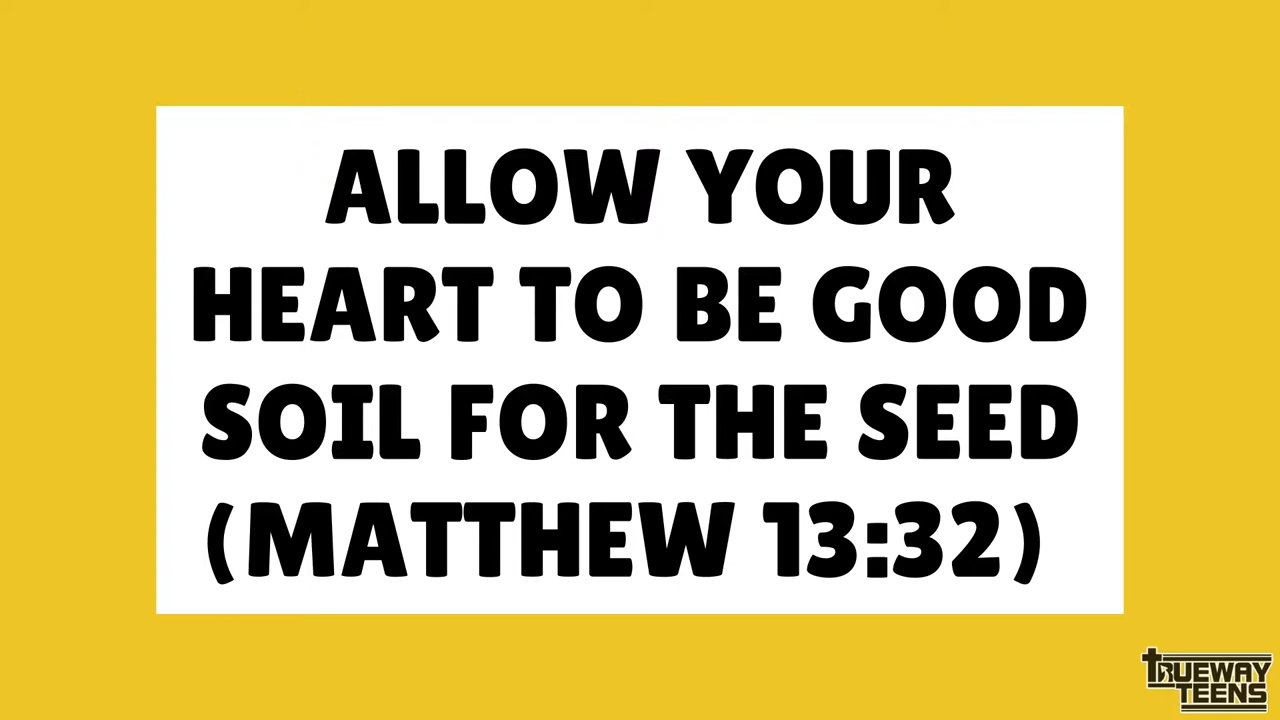 ALLOW YOUR
HEART TO BE GOOD
SOIL FOR THE SEED
(MATTHEW 13:32)
TRUEWAY
TEENS